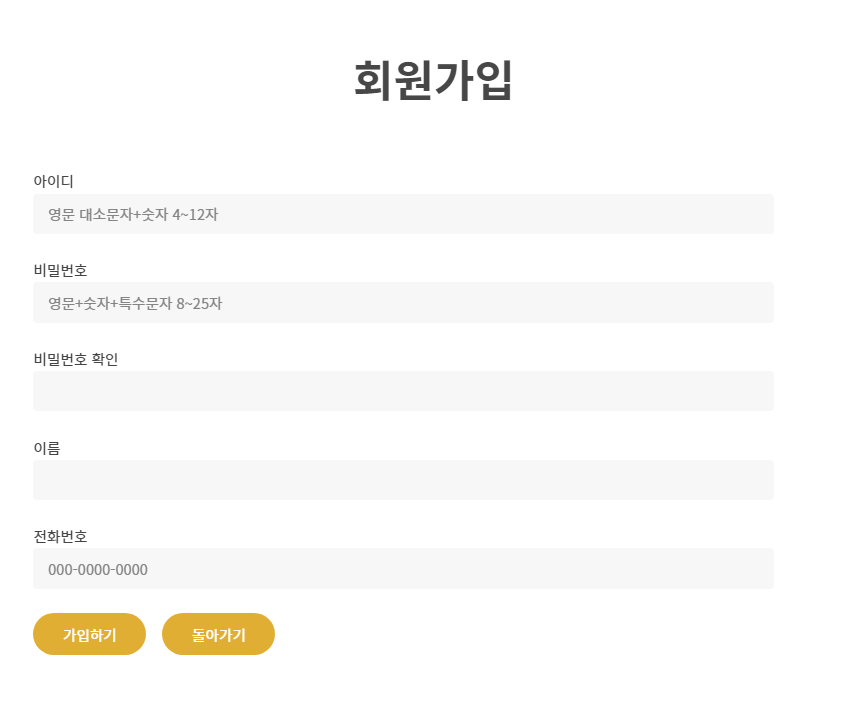 회원가입
아이디
영문 대소문자+숫자 4~12자
비밀번호
영문+숫자+특수문자 8~25자
비밀번호 확인
이름
전화번호
000-0000-0000
가입하기 돌아가기